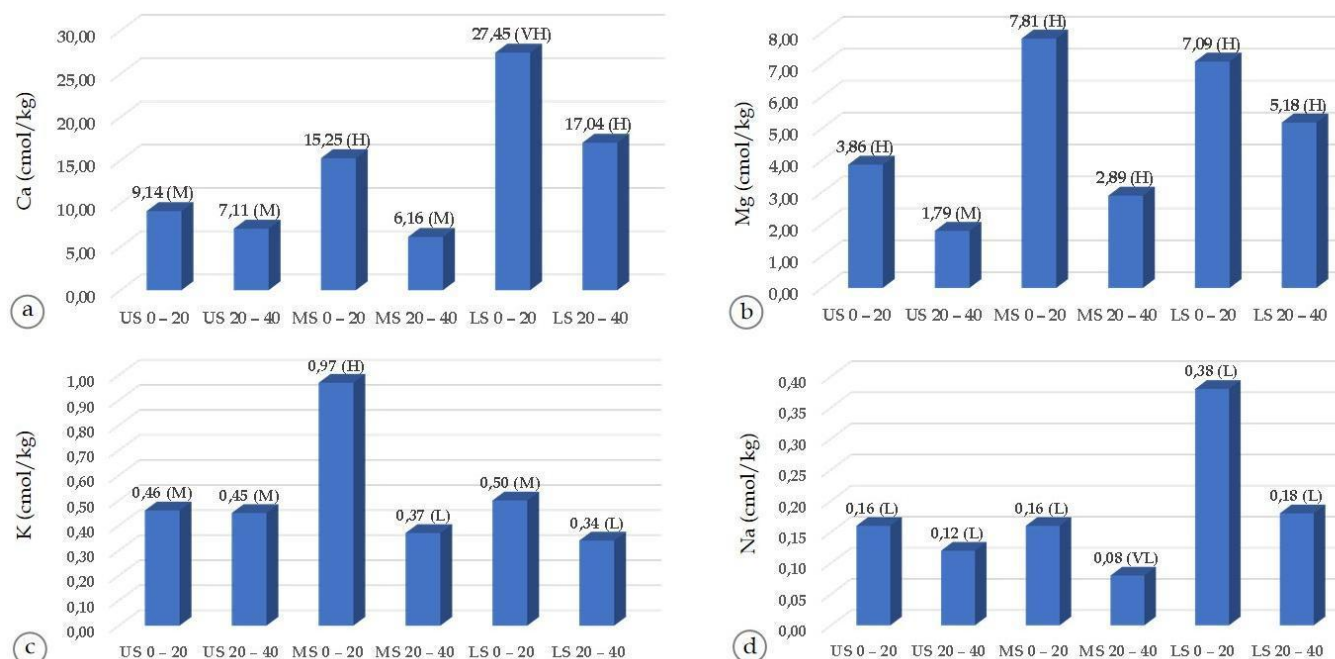 Ca (cmol/kg)
30,00
25,00
20,00
15,00
10,00
5,00
0,00
9,14 (M)
7,11 (M)
15,25 (H)
6,16 (M)
27,45 (VH)
17,04 (H)
US 0 – 20 US 20 – 40 MS 0 – 20 MS 20 – 40 LS 0 – 20 LS 20 – 40
a
Mg (cmol/kg)
8,00
7,00
6,00
5,00
4,00
3,00
2,00
1,00
0,00
3,86 (H)
1,79 (M)
7,81 (H)
2,89 (H)
7,09 (H)
5,18 (H)
US 0 – 20 US 20 – 40 MS 0 – 20 MS 20 – 40 LS 0 – 20 LS 20 – 40
b
K (cmol/kg)
1,00
0,90
0,80
0,70
0,60
0,50
0,40
0,30
0,20
0,10
0,00
0,46 (M)
0,45 (M)
0,97 (H)
0,37 (L)
0,50 (M)
0,34 (L)
US 0 – 20 US 20 – 40 MS 0 – 20 MS 20 – 40 LS 0 – 20 LS 20 – 40
c
Na (cmol/kg)
0,40
0,35
0,30
0,25
0,20
0,15
0,10
0,05
0,00
0,16 (L)
0,12 (L)
0,16 (L)
0,08 (VL)
0,38 (L)
0,18 (L)
US 0 – 20 US 20 – 40 MS 0 – 20 MS 20 – 40 LS 0 – 20 LS 20 – 40
d